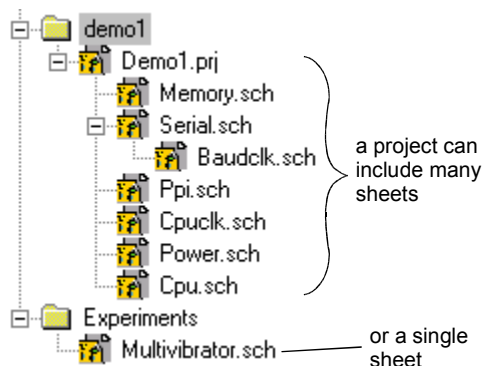 demo1
Demo1.prj
Memory.sch
Serial.sch
Baudclk.sch
Ppi.sch
Cpuclk.sch
Power.sch
Cpu.sch
a project can
include many
sheets
Experiments
Multivibrator.sch
or a single
sheet